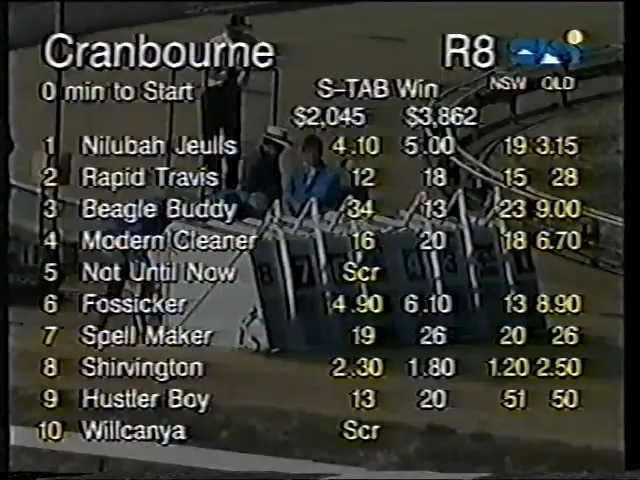 Cranbourne R8 Sky
0 min to Start S-TAB Win NSW QLD
$2,045 $3,862
1 Nilubah Jeulls 4.10 5.00 19 3.15
2 Rapid Travis 12 18 15 28
3 Beagle Buddy 34 13 23 9.00
4 Modern Cleaner 16 20 18 6.70
5 Not Until Now Scr
6 Fossicker 4.90 6.10 13 8.90
7 Spell Maker 19 26 20 26
8 Shirvington 2.30 1.80 1.20 2.50
9 Hustler Boy 13 20 51 50
10 Willcanya Scr